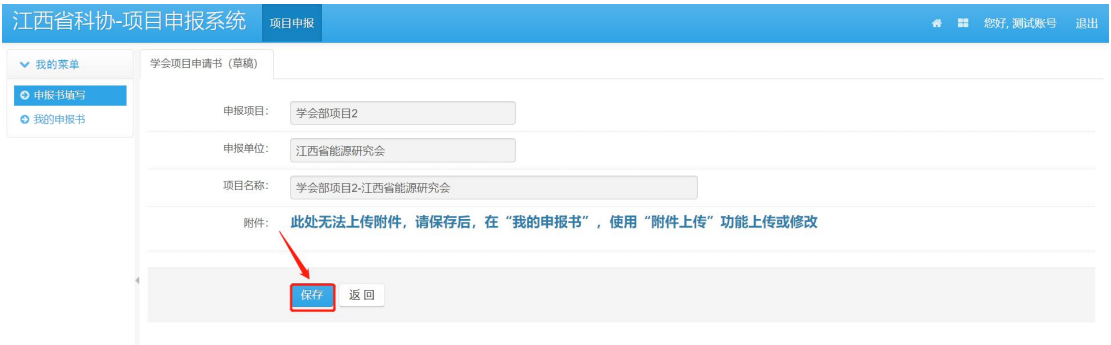 江西省科协-项目申报系统 项目申报 您好, 测试账号 退出
我的菜单
申报书填写
我的申报书
学会项目申请书（草稿）
申报项目： 学会部项目2
申报单位： 江西省能源研究会
项目名称： 学会部项目2-江西省能源研究会
附件： 此处无法上传附件，请保存后，在“我的申报书”，使用“附件上传”功能上传或修改
保存 返回